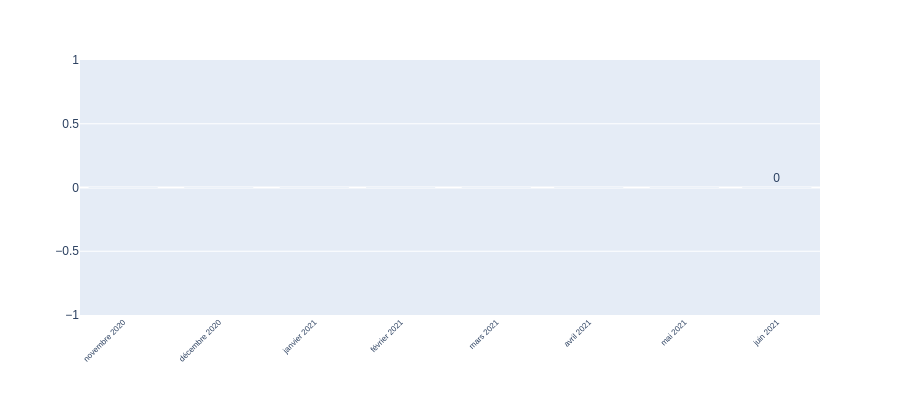 1
0.5
0
0
−0.5
−1
novembre 2020
décembre 2020
janvier 2021
février 2021
mars 2021
avril 2021
mai 2021
juin 2021